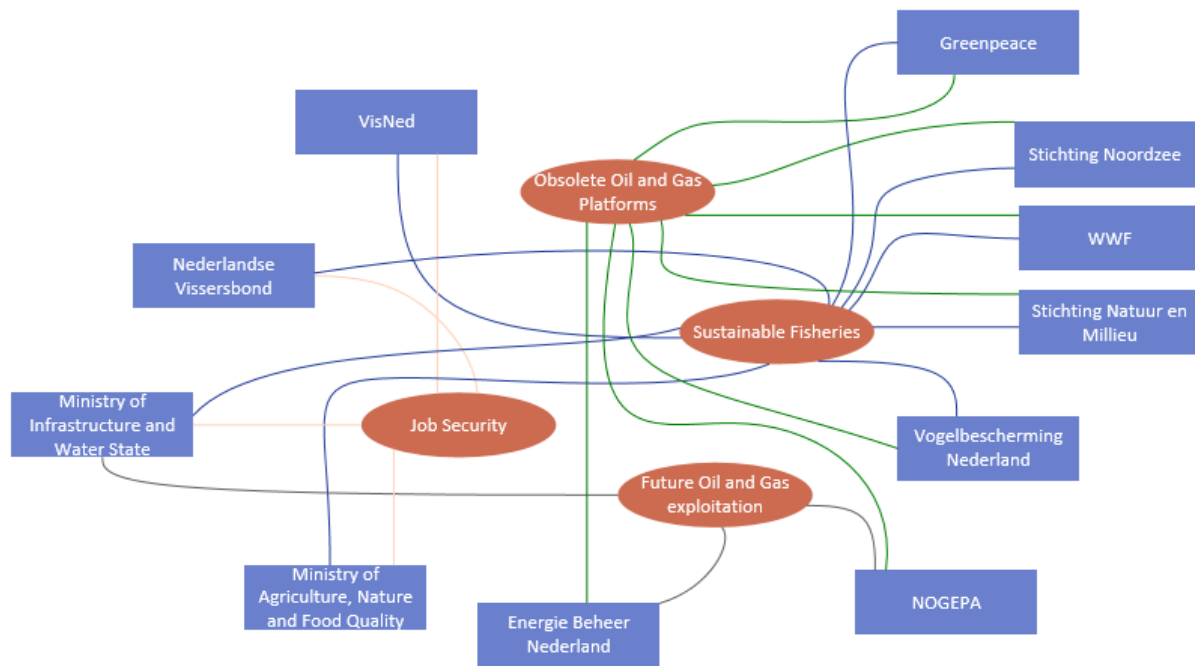 Greenpeace
VisNed
Stichting Noordzee
Obsolete Oil and Gas
Platforms
WWF
Nederlandse
Vissersbond
Stichting Natuur en
Millieu
Sustainable Fisheries
Ministry of
Infrastructure and
Water State
Job Security
Vogelbescherming
Nederland
Future Oil and Gas
exploitation
Ministry of
Agriculture, Nature
and Food Quality
NOGEPA
Energie Beheer
Nederland